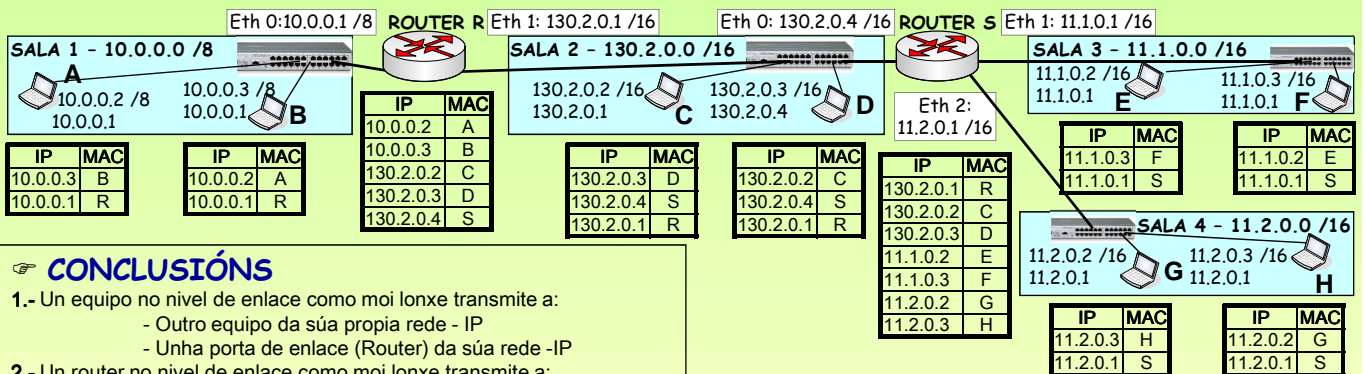 Eth 0:10.0.0.1 /8
ROUTER R
Eth 1: 130.2.0.1 /16
Eth 0: 130.2.0.4 /16
ROUTER S
Eth 1: 11.1.0.1 /16
SALA 1 - 10.0.0.0 /8
A
10.0.0.2 /8
10.0.0.1
10.0.0.3 /8
10.0.0.1
B
SALA 2 - 130.2.0.0 /16
130.2.0.2 /16
130.2.0.1
C
130.2.0.3 /16
130.2.0.4
D
Eth 2:
11.2.0.1 /16
SALA 3 - 11.1.0.0 /16
11.1.0.2 /16
11.1.0.1
E
11.1.0.3 /16
11.1.0.1
F
IP MAC
10.0.0.3 B
10.0.0.1 R
IP MAC
10.0.0.2 A
10.0.0.1 R
IP MAC
10.0.0.2 A
10.0.0.3 B
130.2.0.2 C
130.2.0.3 D
130.2.0.4 S
IP MAC
130.2.0.3 D
130.2.0.4 S
130.2.0.1 R
IP MAC
130.2.0.2 C
130.2.0.4 S
130.2.0.1 R
IP MAC
130.2.0.1 R
130.2.0.2 C
130.2.0.3 D
11.1.0.2 E
11.1.0.3 F
11.2.0.2 G
11.2.0.3 H
IP MAC
11.1.0.3 F
11.1.0.1 S
IP MAC
11.1.0.2 E
11.1.0.1 S
SALA 4 - 11.2.0.0 /16
11.2.0.2 /16
11.2.0.1
G
11.2.0.3 /16
11.2.0.1
H
IP MAC
11.2.0.3 H
11.2.0.1 S
IP MAC
11.2.0.2 G
11.2.0.1 S
☞ CONCLUSIÓNS
1.- Un equipo no nivel de enlace como moi lonxe transmite a:
- Outro equipo da súa propia rede - IP
- Unha porta de enlace (Router) da súa rede -IP
2.- Un router no nivel de enlace como moi lonxe transmite a: